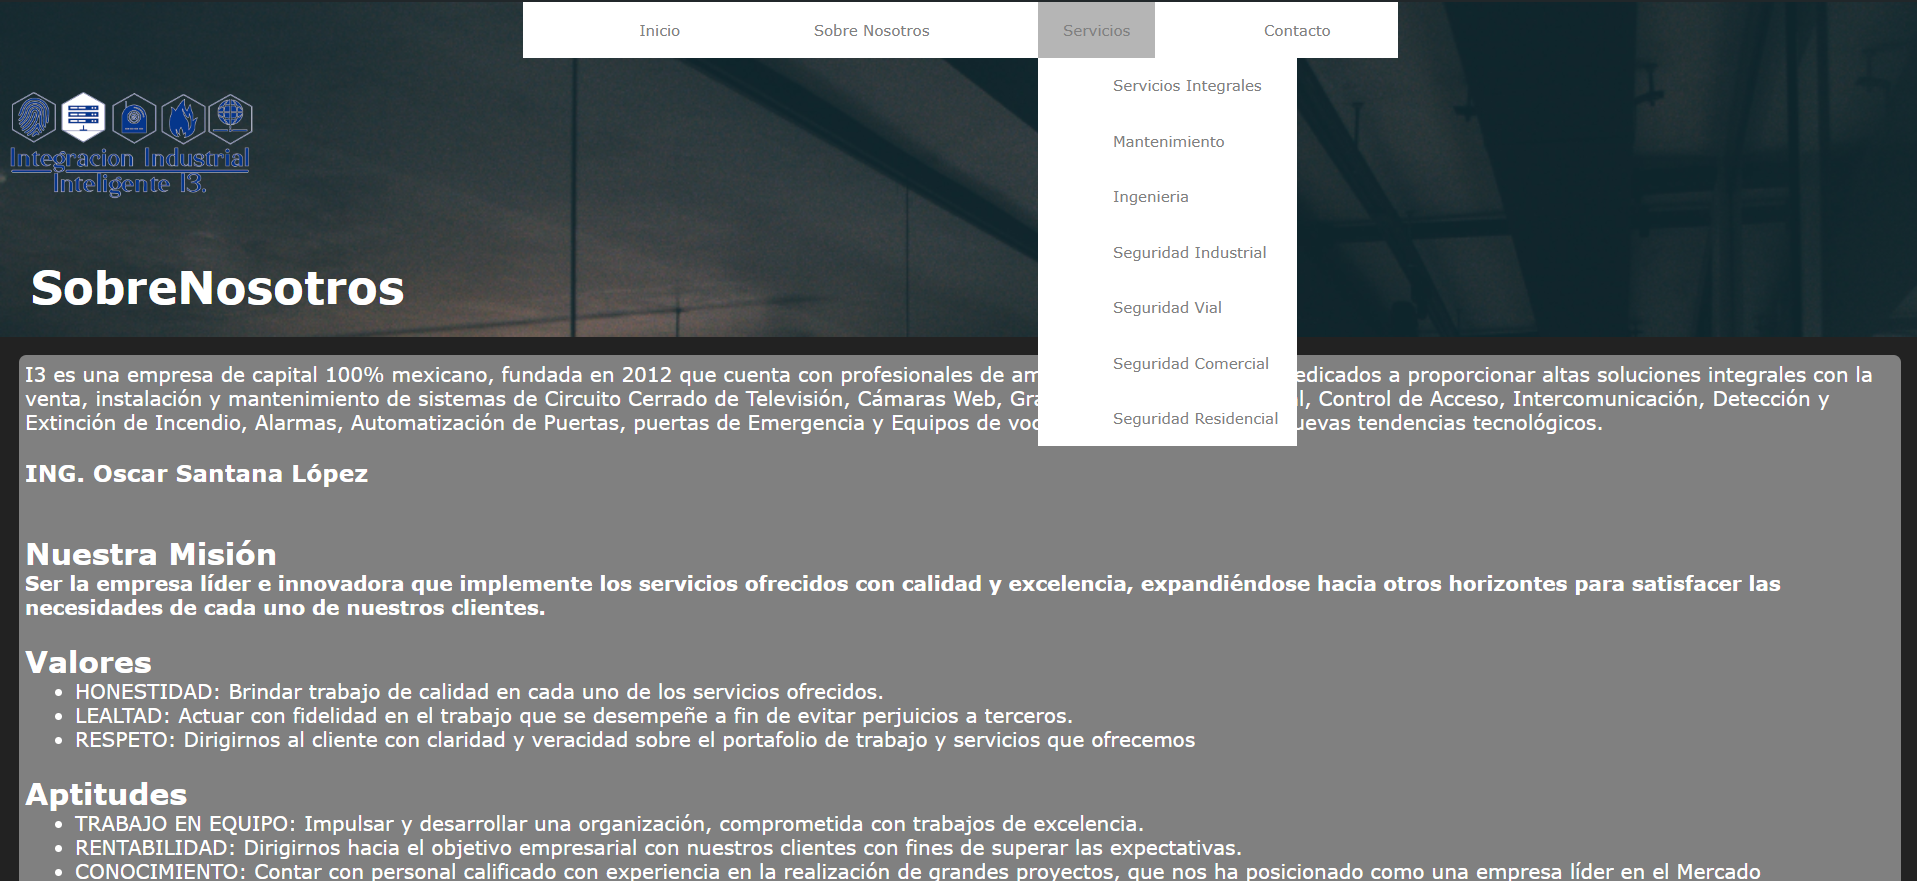 Inicio Sobre Nosotros Servicios Contacto
Servicios Integrales
Mantenimiento
Ingenieria
Seguridad Industrial
Seguridad Vial
Seguridad Comercial
Seguridad Residencial
Integracion Industrial
Inteligente I3.
SobreNosotros
I3 es una empresa de capital 100% mexicano, fundada en 2012 que cuenta con profesionales de altas soluciones integrales con la
venta, instalación y mantenimiento de sistemas de Circuito Cerrado de Televisión, Cámaras Web, Control de Acceso, Intercomunicación, Detección y
Extinción de Incendio, Alarmas, Automatización de Puertas, puertas de Emergencia y Equipos de tendencias tecnológicos.
ING. Oscar Santana López
Nuestra Misión
Ser la empresa líder e innovadora que implemente los servicios ofrecidos con calidad y excelencia, expandiéndose hacia otros horizontes para satisfacer las
necesidades de cada uno de nuestros clientes.
Valores
• HONESTIDAD: Brindar trabajo de calidad en cada uno de los servicios ofrecidos.
• LEALTAD: Actuar con fidelidad en el trabajo que se desempeñe a fin de evitar perjuicios a terceros.
• RESPETO: Dirigirnos al cliente con claridad y veracidad sobre el portafolio de trabajo y servicios que ofrecemos
Aptitudes
• TRABAJO EN EQUIPO: Impulsar y desarrollar una organización, comprometida con trabajos de excelencia.
• RENTABILIDAD: Dirigirnos hacia el objetivo empresarial con nuestros clientes con fines de superar las expectativas.
• CONOCIMIENTO: Contar con personal calificado con experiencia en la realización de grandes proyectos, que nos ha posicionado como una empresa líder en el Mercado